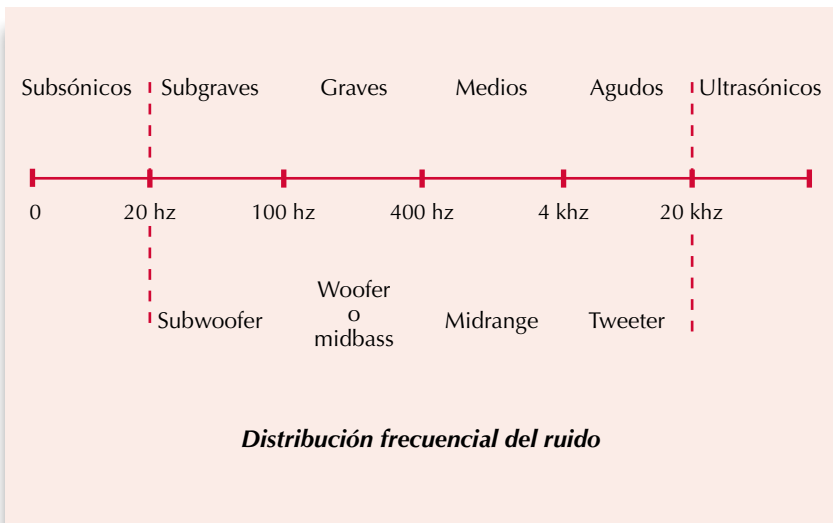 Subsónicos Subgraves Graves Medios Agudos Ultrasónicos
0 20 hz 100 hz 400 hz 4 khz 20 khz
Subwoofer
Woofer
o
midbass
Midrange
Tweeter
Distribución frecuencial del ruido